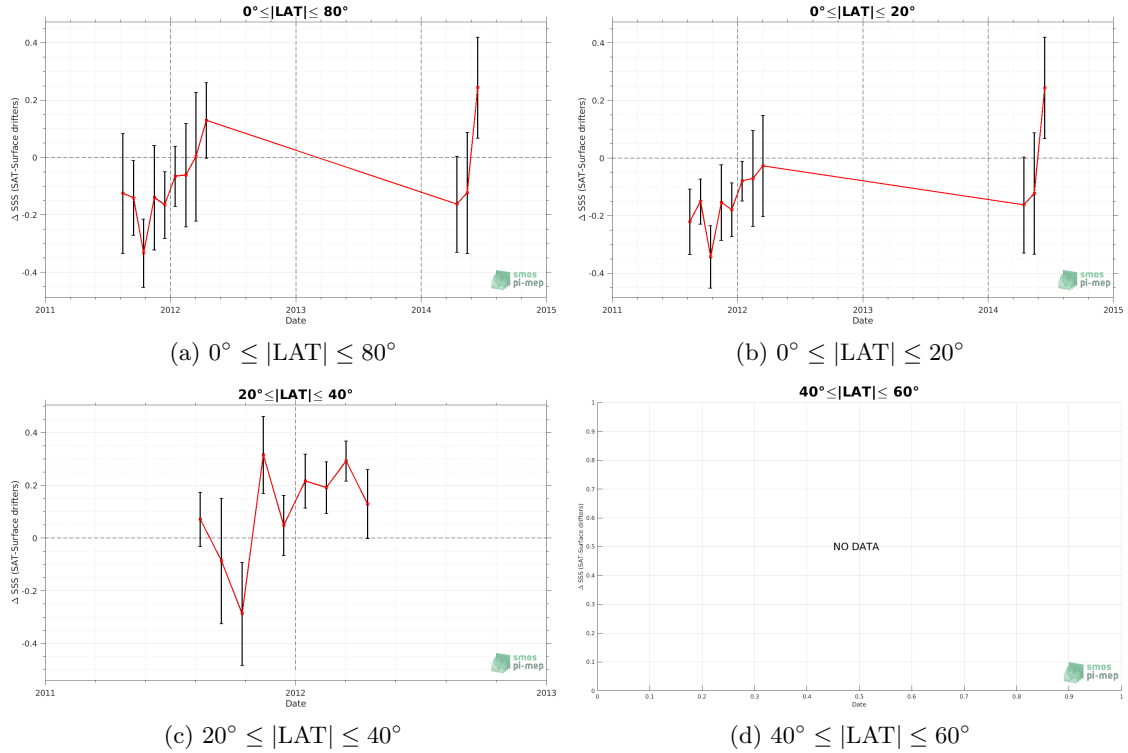 0°≤|LAT|≤ 80°
Δ SSS (SAT-Surface drifters)
0.4
0.2
0
-0.2
-0.4
2011
2012
2013
2014
2015
Date
smos
pi-mep
(a) 0° ≤ |LAT| ≤ 80°
0°≤|LAT|≤ 20°
Δ SSS (SAT-Surface drifters)
0.4
0.2
0
-0.2
-0.4
2011
2012
2013
2014
2015
Date
smos
pi-mep
(b) 0° ≤ |LAT| ≤ 20°
20°≤|LAT|≤ 40°
Δ SSS (SAT-Surface drifters)
0.4
0.2
0
-0.2
-0.4
2011
2012
2013
Date
smos
pi-mep
(c) 20° ≤ |LAT| ≤ 40°
40°≤|LAT|≤ 60°
Δ SSS (SAT-Surface drifters)
1
0.9
0.8
0.7
0.6
0.5
0.4
0.3
0.2
0.1
0
NO DATA
0
0.1
0.2
0.3
0.4
0.5
0.6
0.7
0.8
0.9
1
Date
smos
pi-mep
(d) 40° ≤ |LAT| ≤ 60°